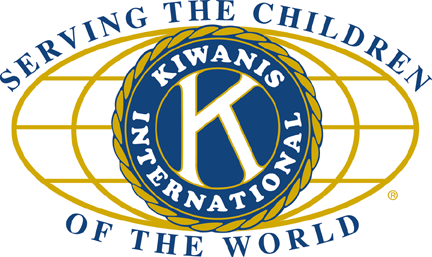 SERVING THE CHILDREN
KIWANIS
K
INTERNATIONAL
®
OF THE WORLD